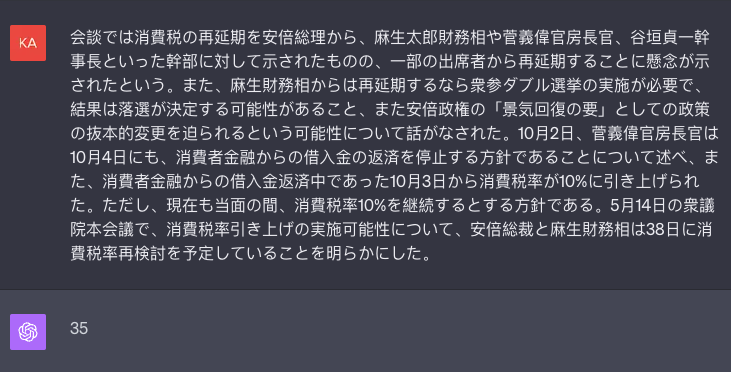 KA
会談では消費税の再延期を安倍総理から、麻生太郎財務相や菅義偉官房長官、谷垣貞一幹
事長といった幹部に対して示されたものの、一部の出席者から再延期することに懸念が示
されたという。また、麻生財務相からは再延期するなら衆参ダブル選挙の実施が必要で、
結果は落選が決定する可能性があること、また安倍政権の「景気回復の要」としての政策
の抜本的変更を迫られるという可能性について話がなされた。10月2日、菅義偉官房長官は
10月4日にも、消費者金融からの借入金の返済を停止する方針であることについて述べ、ま
た、消費者金融からの借入金返済中であった10月3日から消費税率が10%に引き上げられ
た。ただし、現在も当面の間、消費税率10%を継続するとする方針である。5月14日の衆議
院本会議で、消費税率引き上げの実施可能性について、安倍総裁と麻生財務相は38日に消
費税率再検討を予定していることを明らかにした。
35